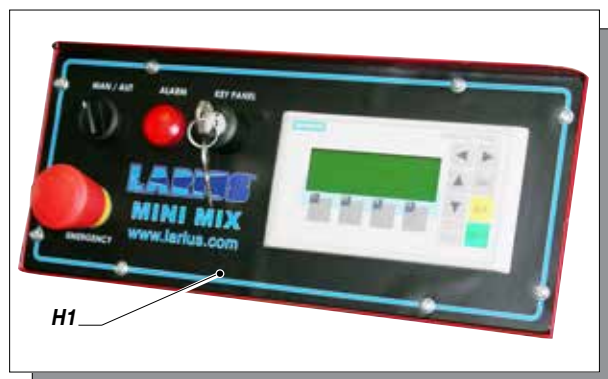 MAN / AUT
ALARM
KEY PANEL
LARIUS
MINI MIX
EMERGENCY
www.larius.com
H1